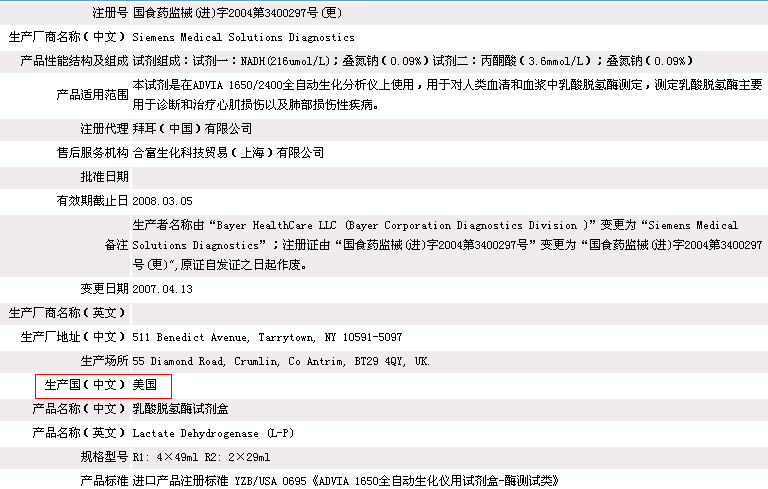 注册号 国食药监械(进)字2004第3400297号(更)
生产厂商名称(中文) Siemens Medical Solutions Diagnostics
产品性能结构及组成 试剂组成：试剂一：NADH(216umol/L)；叠氮钠(0.09%)试剂二：丙酮酸(3.6mmol/L)；叠氮钠(0.09%)
产品适用范围 本试剂是在ADVIA 1650/2400全自动生化分析仪上使用，用于对人类血清和血浆中乳酸脱氢酶测定，测定乳酸脱氢酶主要
用于诊断和治疗心肌损伤以及肺部损伤性疾病。
注册代理 拜耳(中国)有限公司
售后服务机构 合富生化科技贸易(上海)有限公司
批准日期
有效期截止日 2008.03.05
备注 生产者名称由“Bayer HealthCare LLC (Bayer Corporation Diagnostics Division )”变更为“Siemens Medical
Solutions Diagnostics”；注册证由“国食药监械(进)字2004第3400297号”变更为“国食药监械(进)字2004第3400297
号(更)“,原证自发证之日起作废。
变更日期 2007.04.13
生产厂商名称(英文)
生产厂地址(中文) 511 Benedict Avenue, Tarrytown, NY 10591-5097
生产场所 55 Diamond Road, Crumlin, Co Antrim, BT29 4QY, UK.
生产国(中文) 美国
产品名称(中文) 乳酸脱氢酶试剂盒
产品名称(英文) Lactate Dehydrogenase (L-P)
规格型号 R1: 4×49ml R2: 2×29ml
产品标准 进口产品注册标准 YZB/USA 0695《ADVIA 1650全自动生化仪用试剂盒-酶测试类》